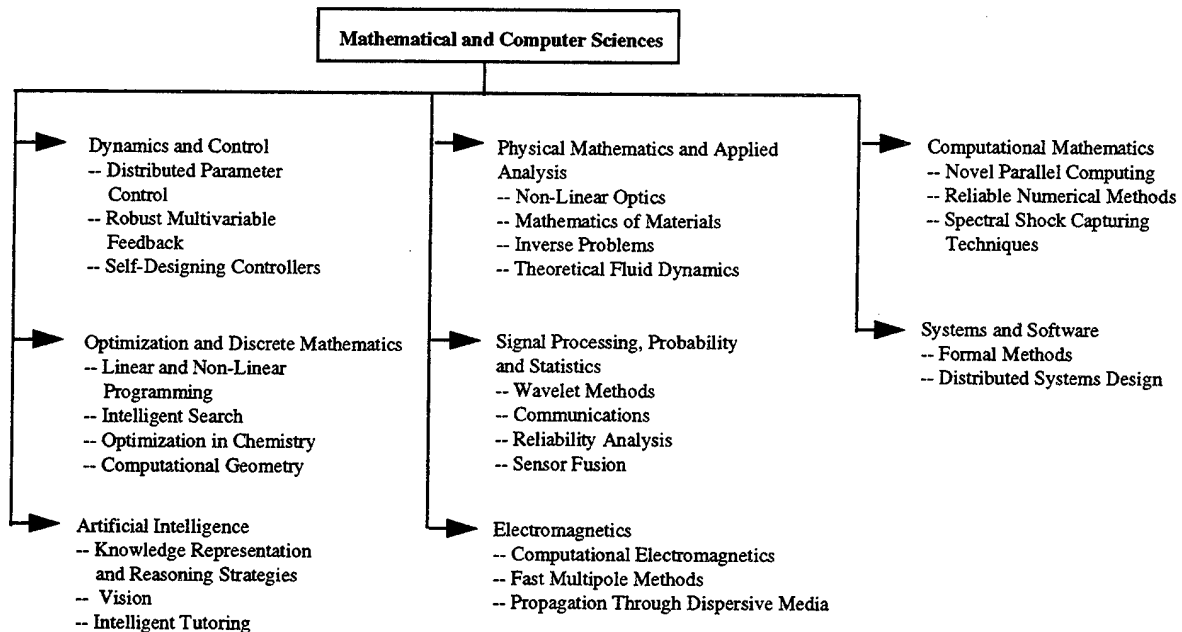 Mathematical and Computer Sciences
Dynamics and Control
-- Distributed Parameter
Control
-- Robust Multivariable
Feedback
-- Self-Designing Controllers
Optimization and Discrete Mathematics
-- Linear and Non-Linear
Programming
-- Intelligent Search
-- Optimization in Chemistry
-- Computational Geometry
Artificial Intelligence
-- Knowledge Representation
and Reasoning Strategies
-- Vision
-- Intelligent Tutoring
Physical Mathematics and Applied
Analysis
-- Non-Linear Optics
-- Mathematics of Materials
-- Inverse Problems
-- Theoretical Fluid Dynamics
Signal Processing, Probability
and Statistics
-- Wavelet Methods
-- Communications
-- Reliability Analysis
-- Sensor Fusion
Electromagnetics
-- Computational Electromagnetics
-- Fast Multipole Methods
-- Propagation Through Dispersive Media
Computational Mathematics
-- Novel Parallel Computing
-- Reliable Numerical Methods
-- Spectral Shock Capturing
Techniques
Systems and Software
-- Formal Methods
-- Distributed Systems Design